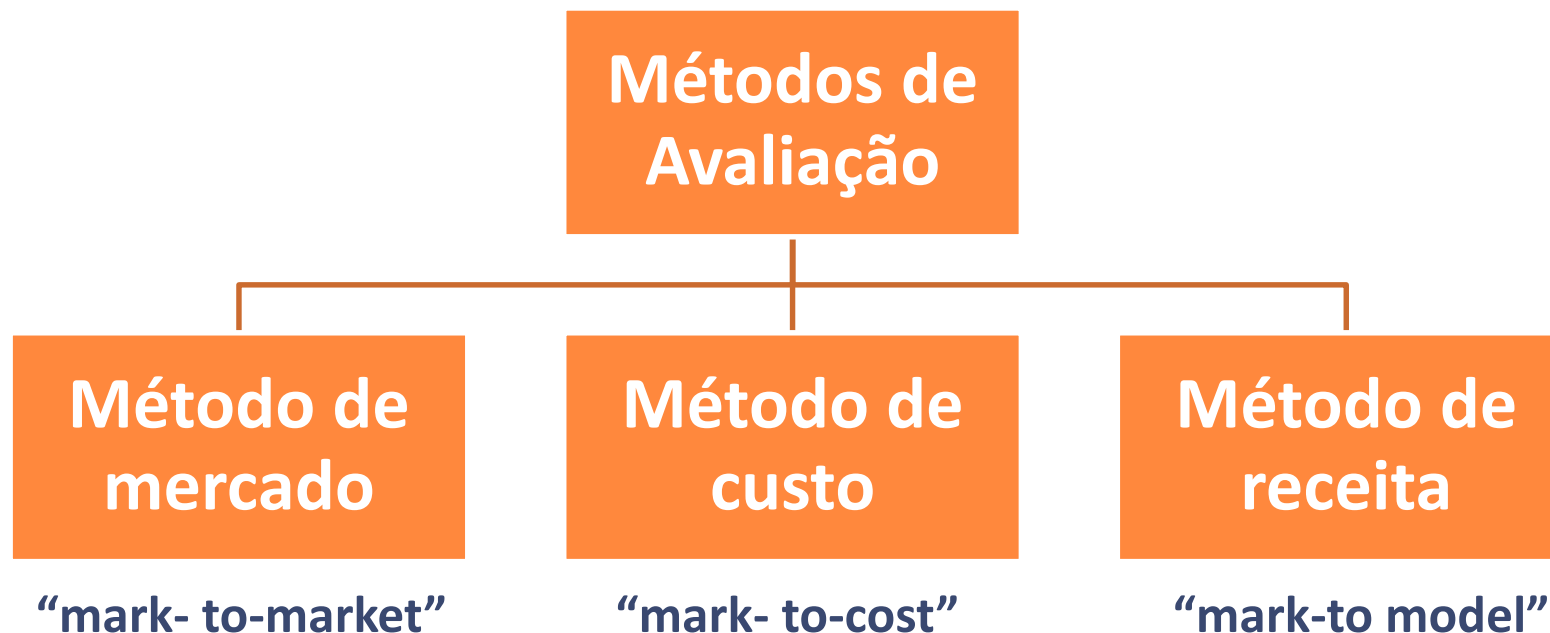 Métodos de
Avaliação
Método de
mercado
Método de
custo
Método de
receita
“mark- to-market”
“mark- to-cost”
“mark-to model”